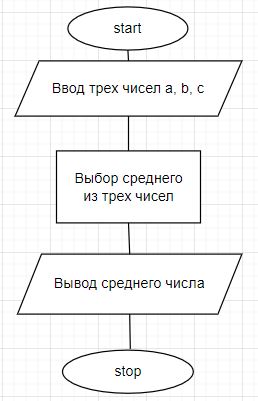 start
Ввод трех чисел a, b, c
Выбор среднего
из трех чисел
Вывод среднего числа
stop